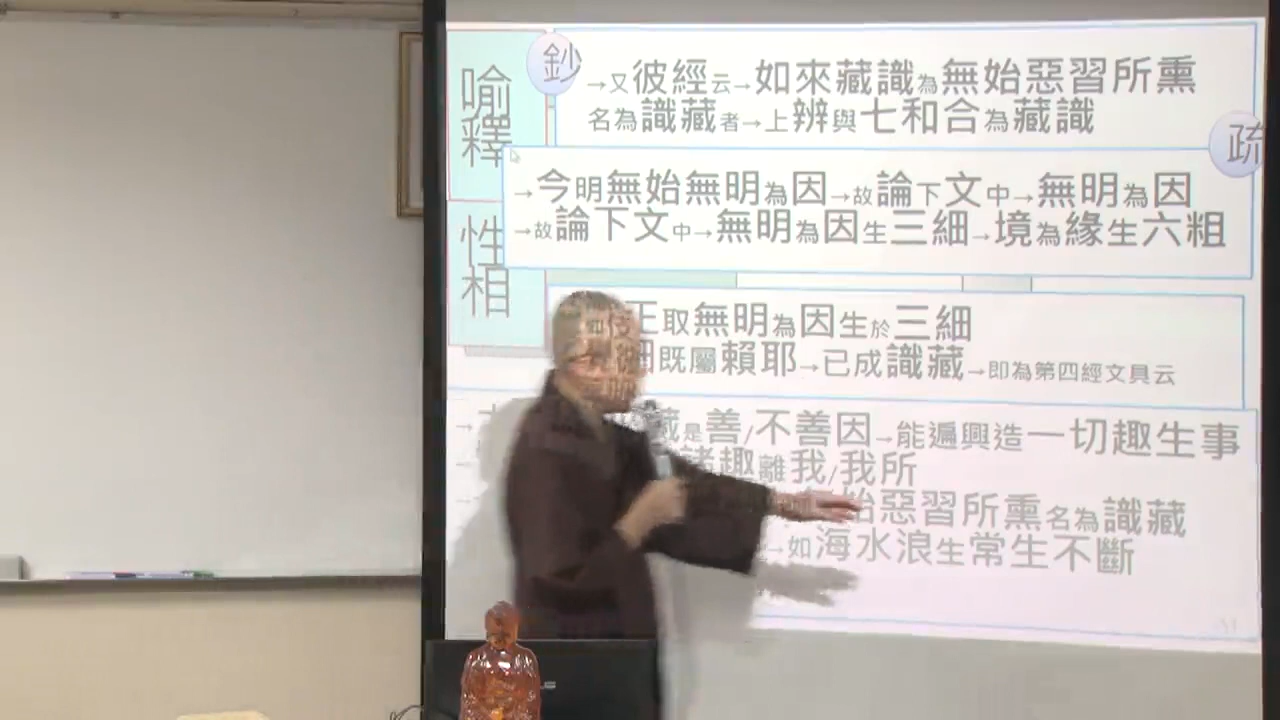 喻釋
性相
鈔
→又彼經云→如來藏識為無始惡習所熏
名為識藏者→上辨與七和合為藏識
疏
→今明無始無明為因→故論下文中→無明為因
→故論下文中→無明為因生三細→境為緣生六粗
正取無明為因生於三細
細既屬賴耶→已成識藏→即為第四經文具云
藏是善/不善因→能遍興造一切趣生事
諸趣離我/我所
無始惡習所熏名為識藏
→如海水浪生常生不斷